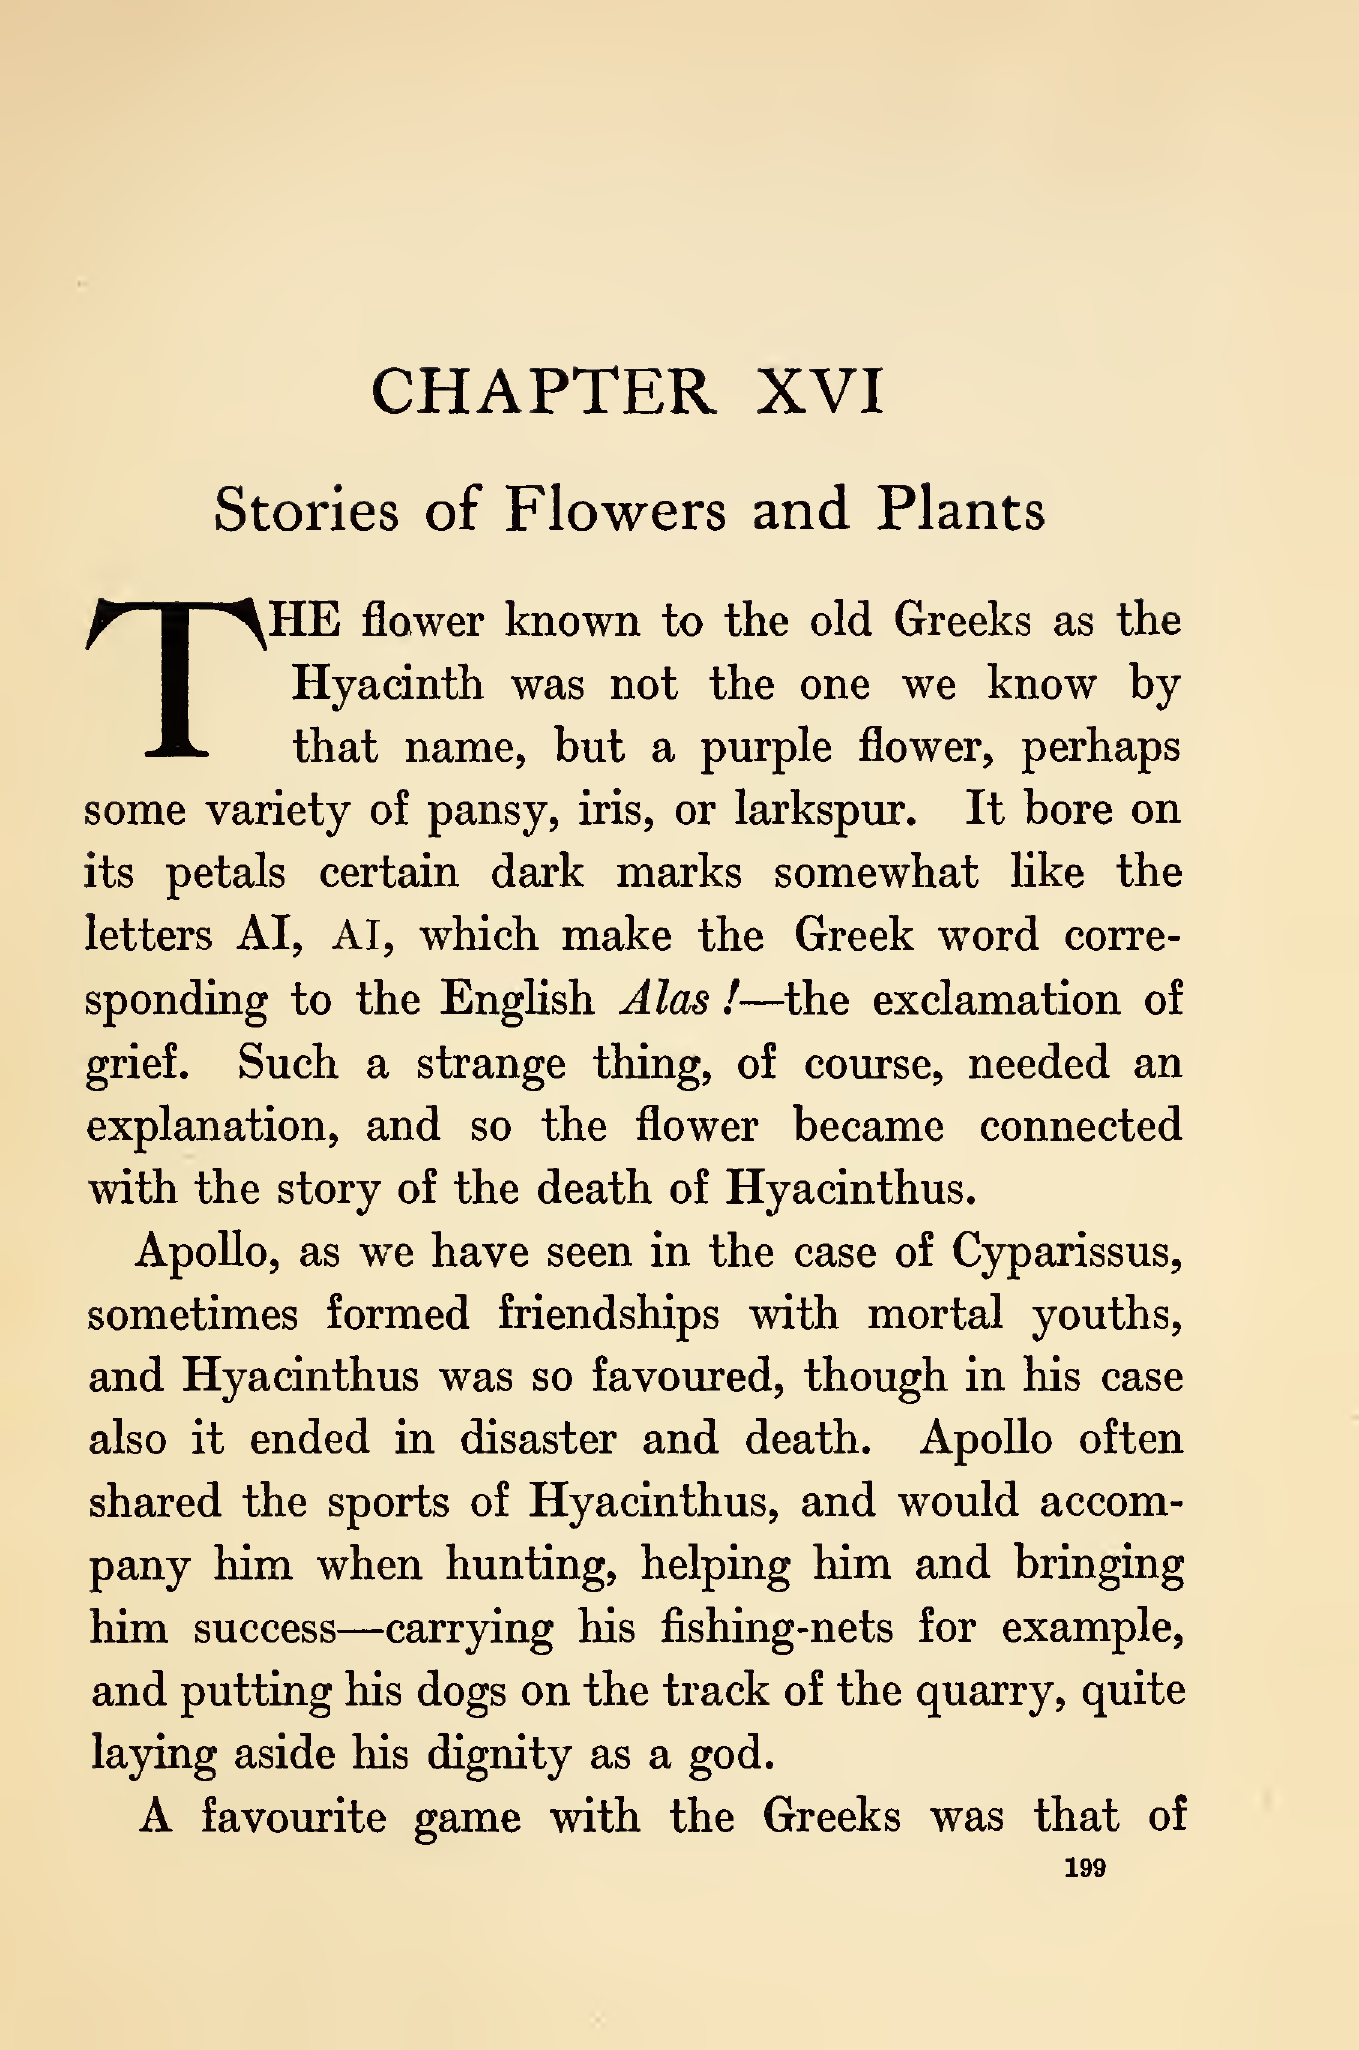 CHAPTER XVI
Stories of Flowers and Plants
THE flower known to the old Greeks as the
Hyacinth was not the one we know by
that name, but a purple flower, perhaps
some variety of pansy, iris, or larkspur. It bore on
its petals certain dark marks somewhat like the
letters AI, AI, which make the Greek word corre-
sponding to the English Alas !—the exclamation of
grief. Such a strange thing, of course, needed an
explanation, and so the flower became connected
with the story of the death of Hyacinthus.
Apollo, as we have seen in the case of Cyparissus,
sometimes formed friendships with mortal youths,
and Hyacinthus was so favoured, though in his case
also it ended in disaster and death. Apollo often
shared the sports of Hyacinthus, and would accom-
pany him when hunting, helping him and bringing
him success—carrying his fishing-nets for example,
and putting his dogs on the track of the quarry, quite
laying aside his dignity as a god.
A favourite game with the Greeks was that of
199